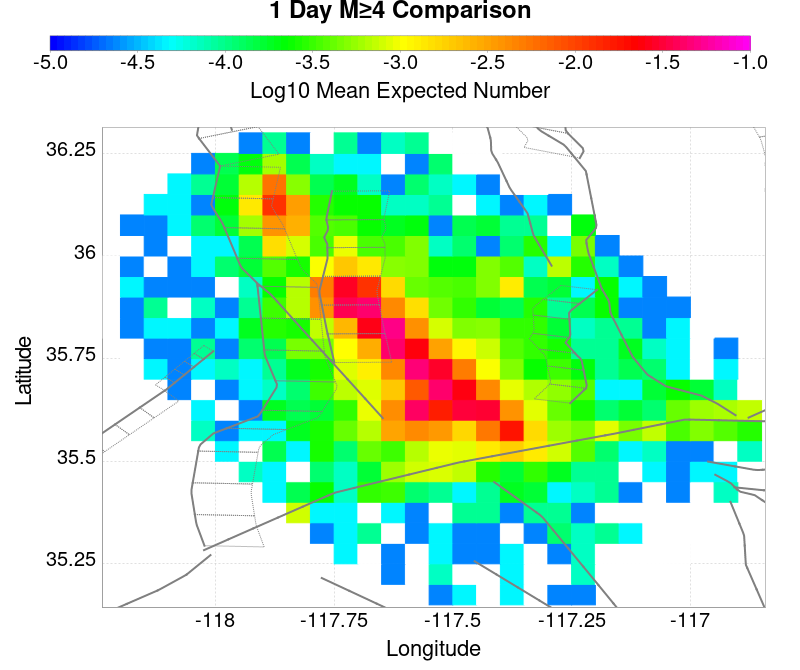 1 Day M≥4 Comparison
-5.0 -4.5 -4.0 -3.5 -3.0 -2.5 -2.0 -1.5 -1.0
Log10 Mean Expected Number
36.25
36
35.75
35.5
35.25
Latitude
-118 -117.75 -117.5 -117.25 -117
Longitude